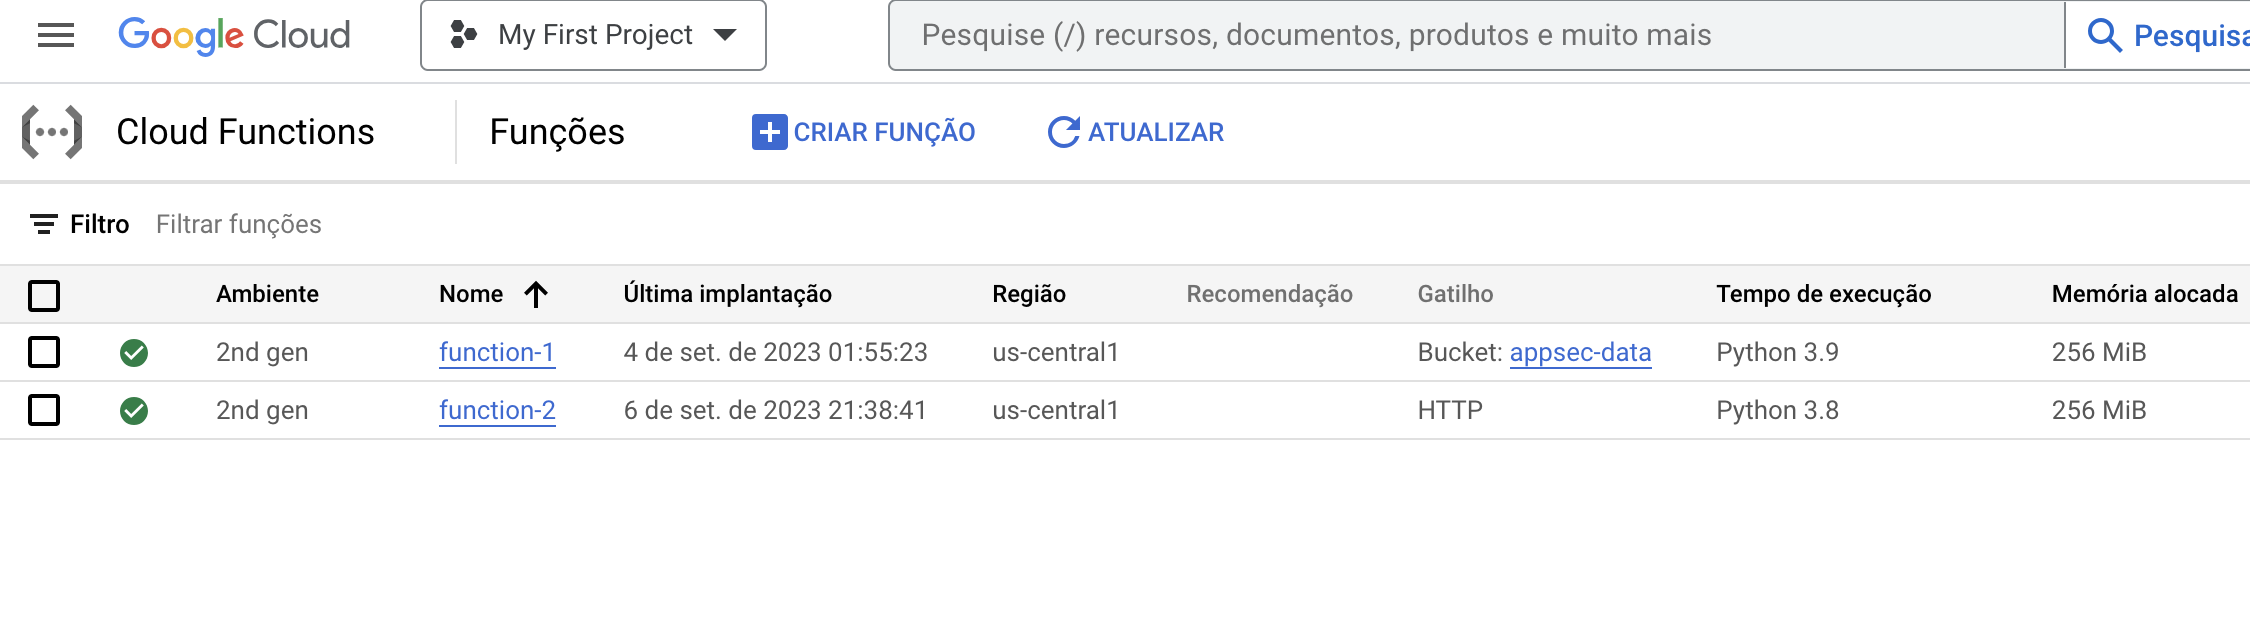 Google Cloud My First Project Pesquise (/) recursos, documentos, produtos e muito mais Pesquisa
Cloud Functions Funções CRIAR FUNÇÃO ATUALIZAR
Filtro Filtrar funções
Ambiente Nome Última implantação Região Recomendação Gatilho Tempo de execução Memória alocada
2nd gen function-1 4 de set. de 2023 01:55:23 us-central1 Bucket: appsec-data Python 3.9 256 MiB
2nd gen function-2 6 de set. de 2023 21:38:41 us-central1 HTTP Python 3.8 256 MiB